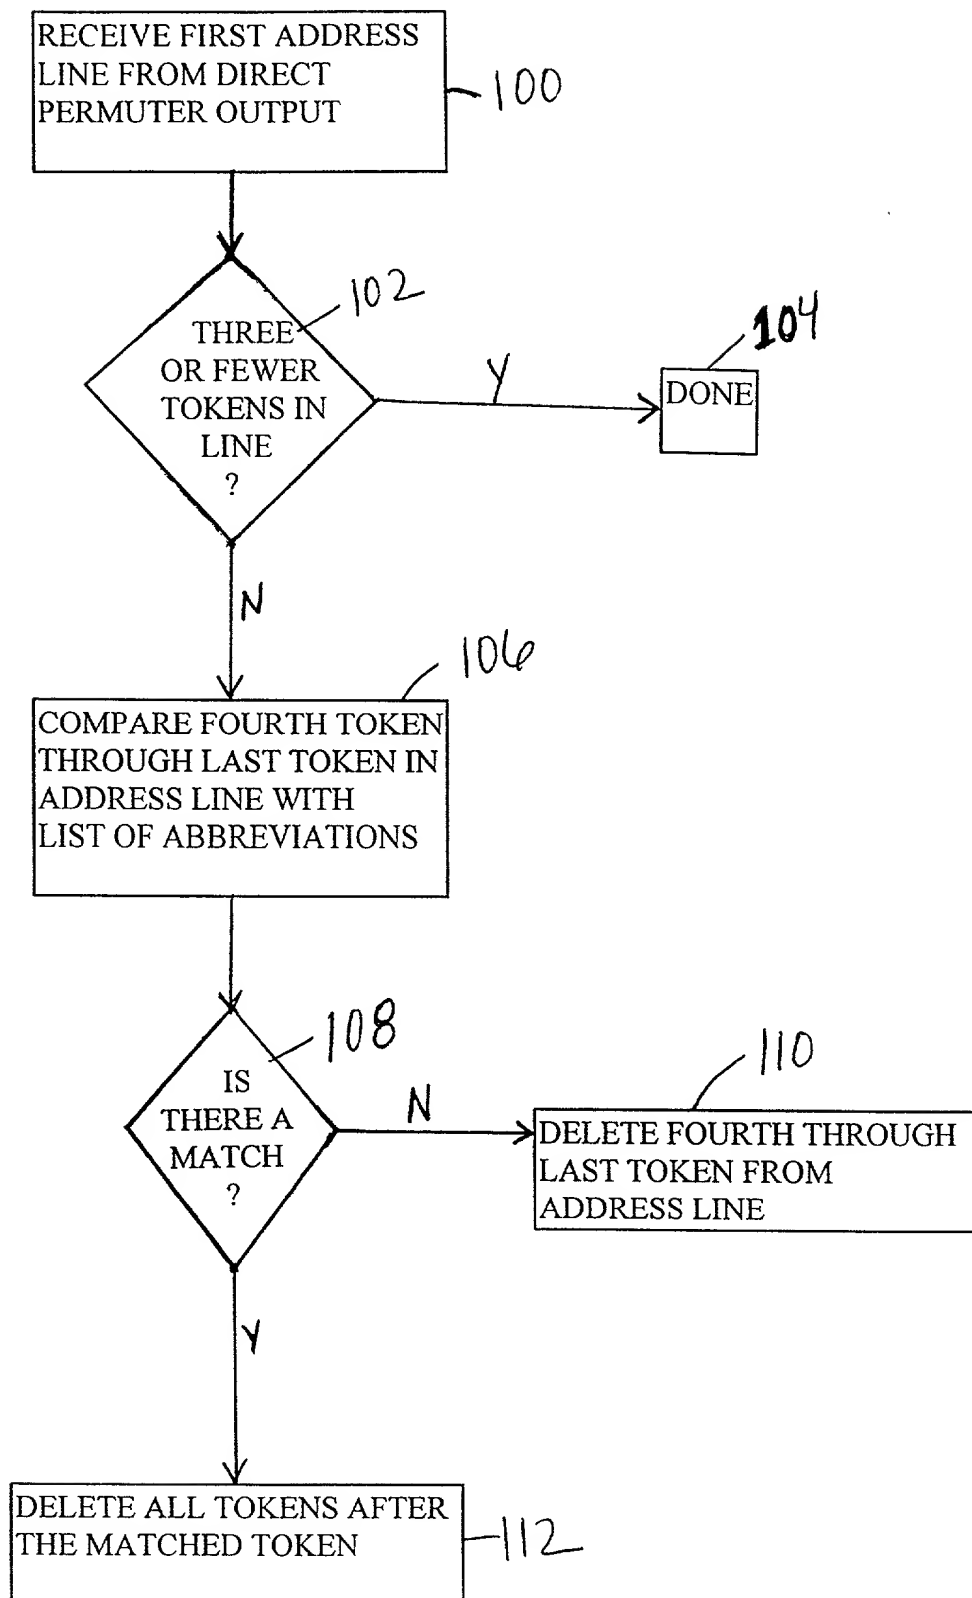 RECEIVE FIRST ADDRESS
LINE FROM DIRECT
PERMUTER OUTPUT
100
102
THREE
OR FEWER
TOKENS IN
LINE
?
Y
104
DONE
N
106
COMPARE FOURTH TOKEN
THROUGH LAST TOKEN IN
ADDRESS LINE WITH
LIST OF ABBREVIATIONS
108
IS
THERE A
MATCH
?
N
110
DELETE FOURTH THROUGH
LAST TOKEN FROM
ADDRESS LINE
Y
DELETE ALL TOKENS AFTER
THE MATCHED TOKEN
112